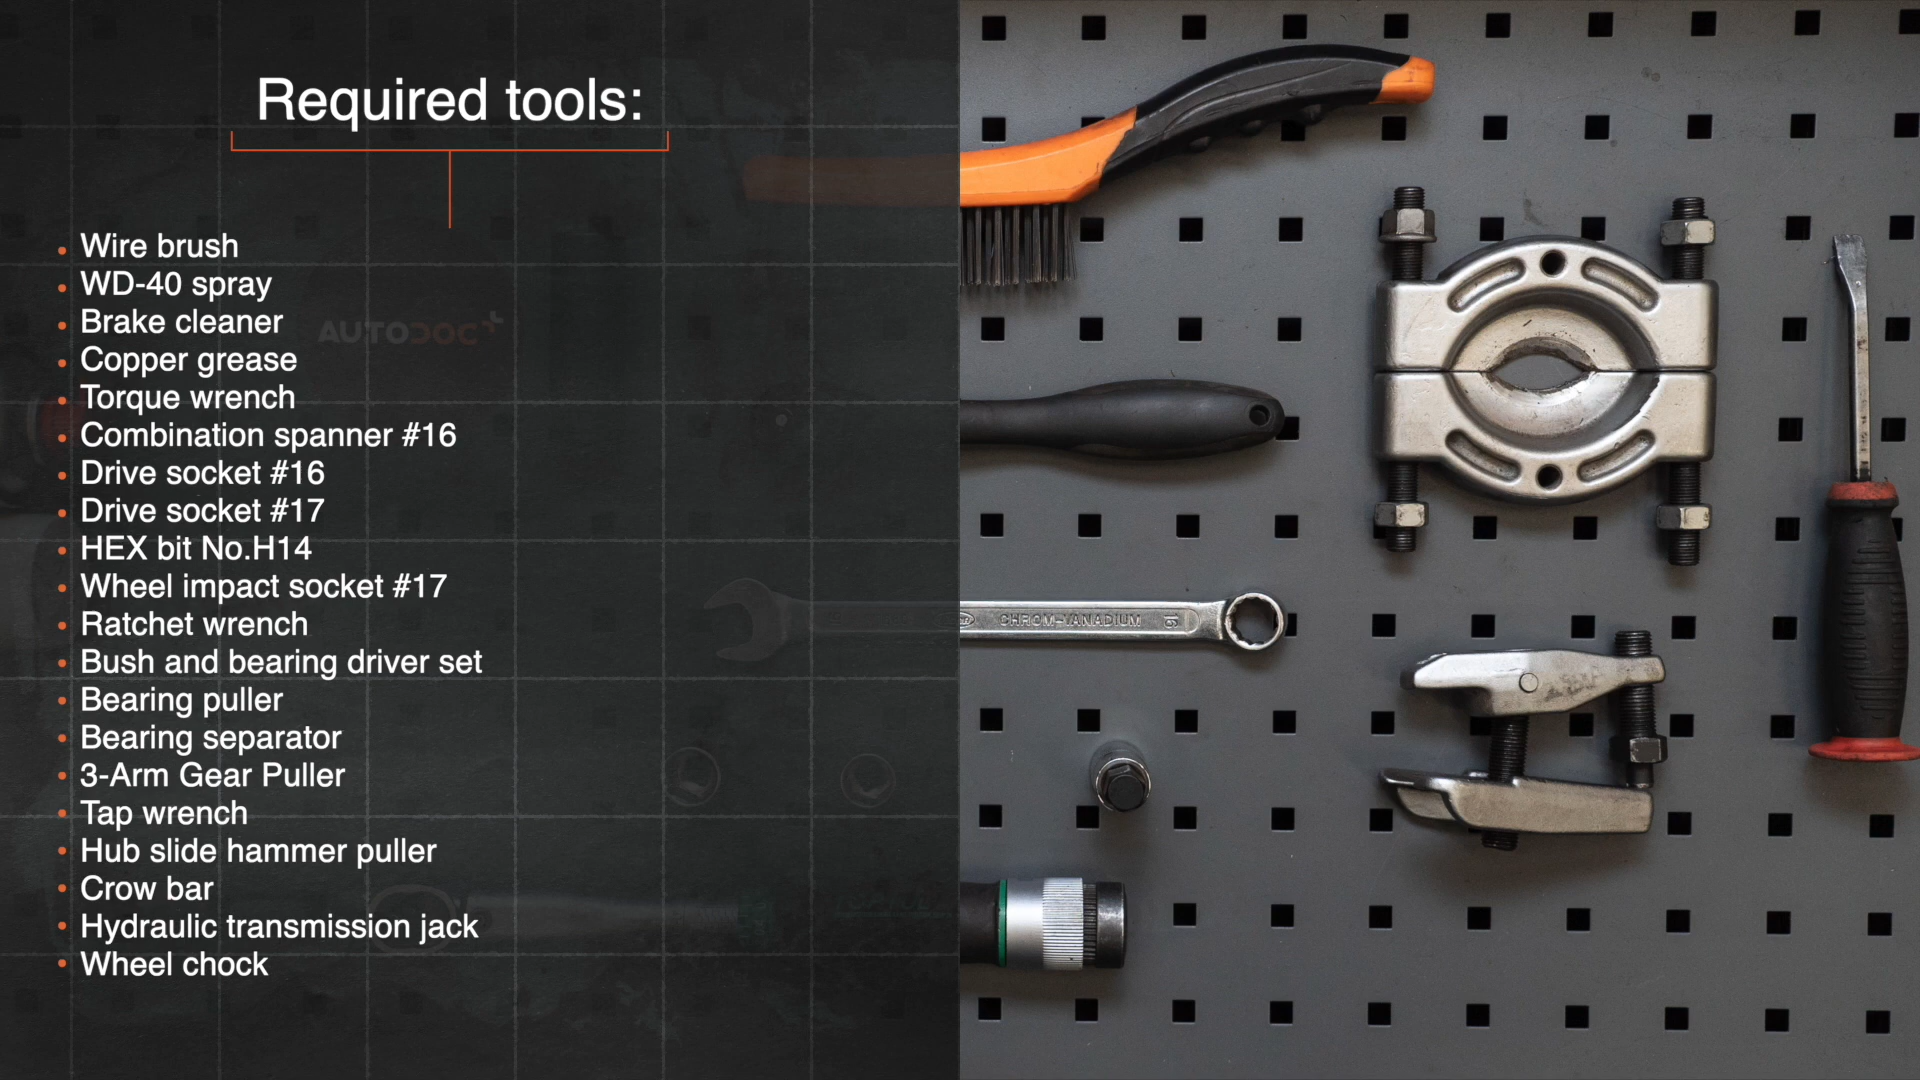 Required tools:
Wire brush
WD-40 spray
Brake cleaner
AUTODOC
Copper grease
Torque wrench
Combination spanner #16
Drive socket #16
Drive socket #17
HEX bit No.H14
Wheel impact socket #17
Ratchet wrench
CHROM-VANADIUM 16
Bush and bearing driver set
Bearing puller
Bearing separator
3-Arm Gear Puller
Tap wrench
Hub slide hammer puller
Crow bar
Hydraulic transmission jack
Wheel chock